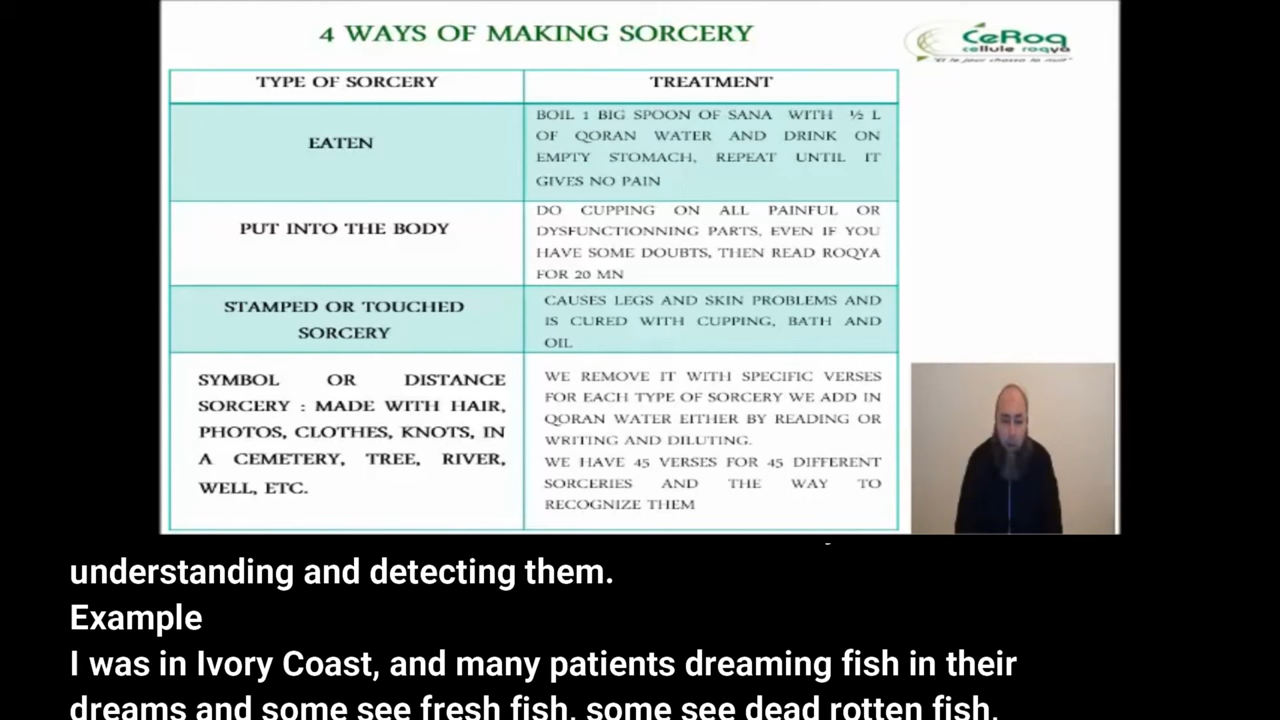 4 WAYS OF MAKING SORCERY
CeRoq
cellule roqya
"Et le jour chasse la nuit"
TYPE OF SORCERY
TREATMENT
EATEN
BOIL 1 BIG SPOON OF SANA WITH ½ L
OF QORAN WATER AND DRINK ON
EMPTY STOMACH, REPEAT UNTIL IT
GIVES NO PAIN
PUT INTO THE BODY
DO CUPPING ON ALL PAINFUL OR
DYSFUNCTIONNING PARTS, EVEN IF YOU
HAVE SOME DOUBTS, THEN READ ROQYA
FOR 20 MN
STAMPED OR TOUCHED
SORCERY
CAUSES LEGS AND SKIN PROBLEMS AND
IS CURED WITH CUPPING, BATH AND
OIL
SYMBOL OR DISTANCE
SORCERY : MADE WITH HAIR,
PHOTOS, CLOTHES, KNOTS, IN
A CEMETERY, TREE, RIVER,
WELL, ETC.
WE REMOVE IT WITH SPECIFIC VERSES
FOR EACH TYPE OF SORCERY WE ADD IN
QORAN WATER EITHER BY READING OR
WRITING AND DILUTING.
WE HAVE 45 VERSES FOR 45 DIFFERENT
SORCERIES AND THE WAY TO
RECOGNIZE THEM
understanding and detecting them.
Example
I was in Ivory Coast, and many patients dreaming fish in their
dreams and some see fresh fish, some see dead rotten fish,